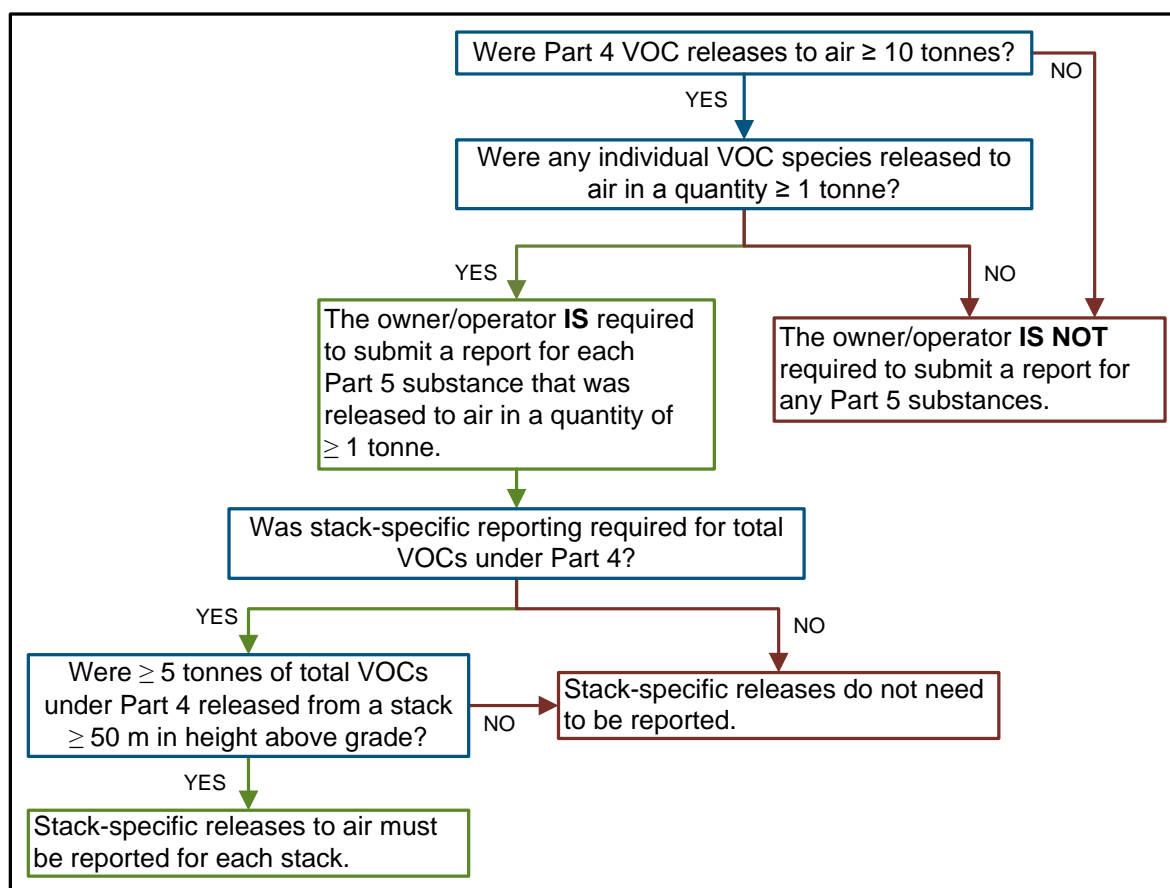 Were Part 4 VOC releases to air ≥ 10 tonnes?
NO
YES
Were any individual VOC species released to
air in a quantity ≥ 1 tonne?
YES
NO
The owner/operator IS required
to submit a report for each
Part 5 substance that was
released to air in a quantity of
≥ 1 tonne.
The owner/operator IS NOT
required to submit a report for
any Part 5 substances.
Was stack-specific reporting required for total
VOCs under Part 4?
YES
NO
Were ≥ 5 tonnes of total VOCs
under Part 4 released from a stack
≥ 50 m in height above grade?
NO
Stack-specific releases do not need
to be reported.
YES
Stack-specific releases to air must
be reported for each stack.